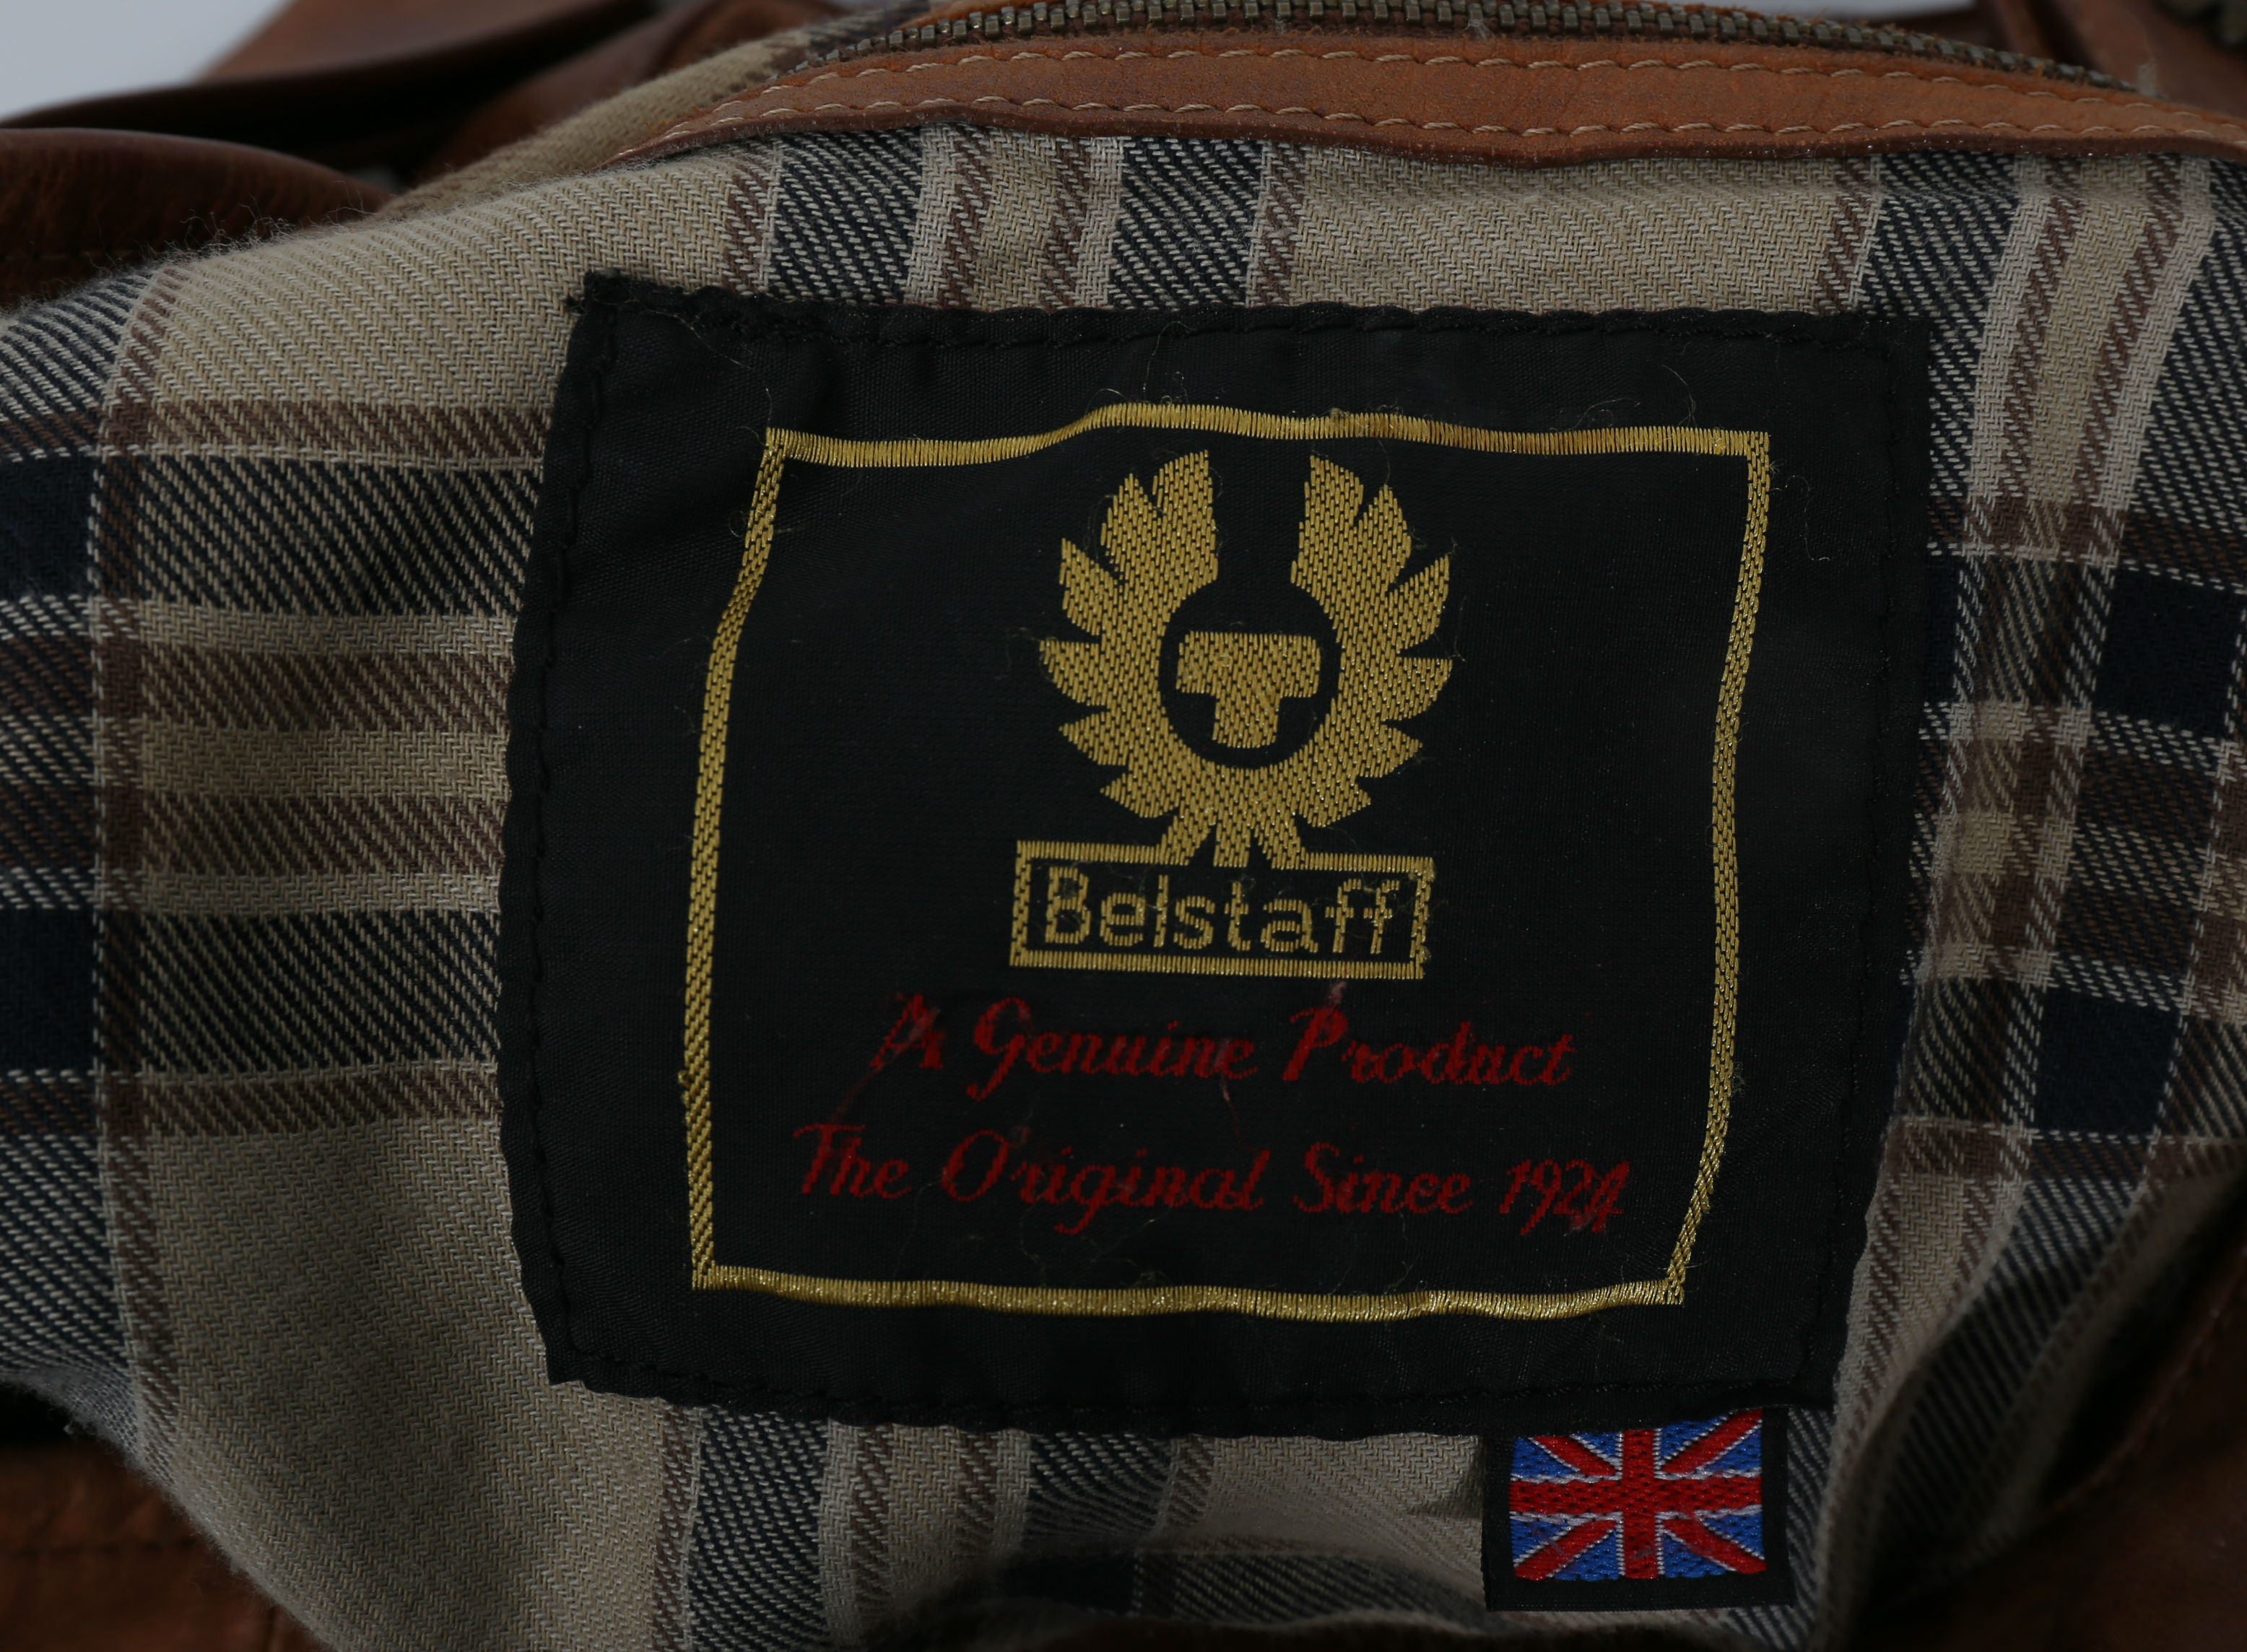 Belstaff
A Genuine Product
The Original Since 1924